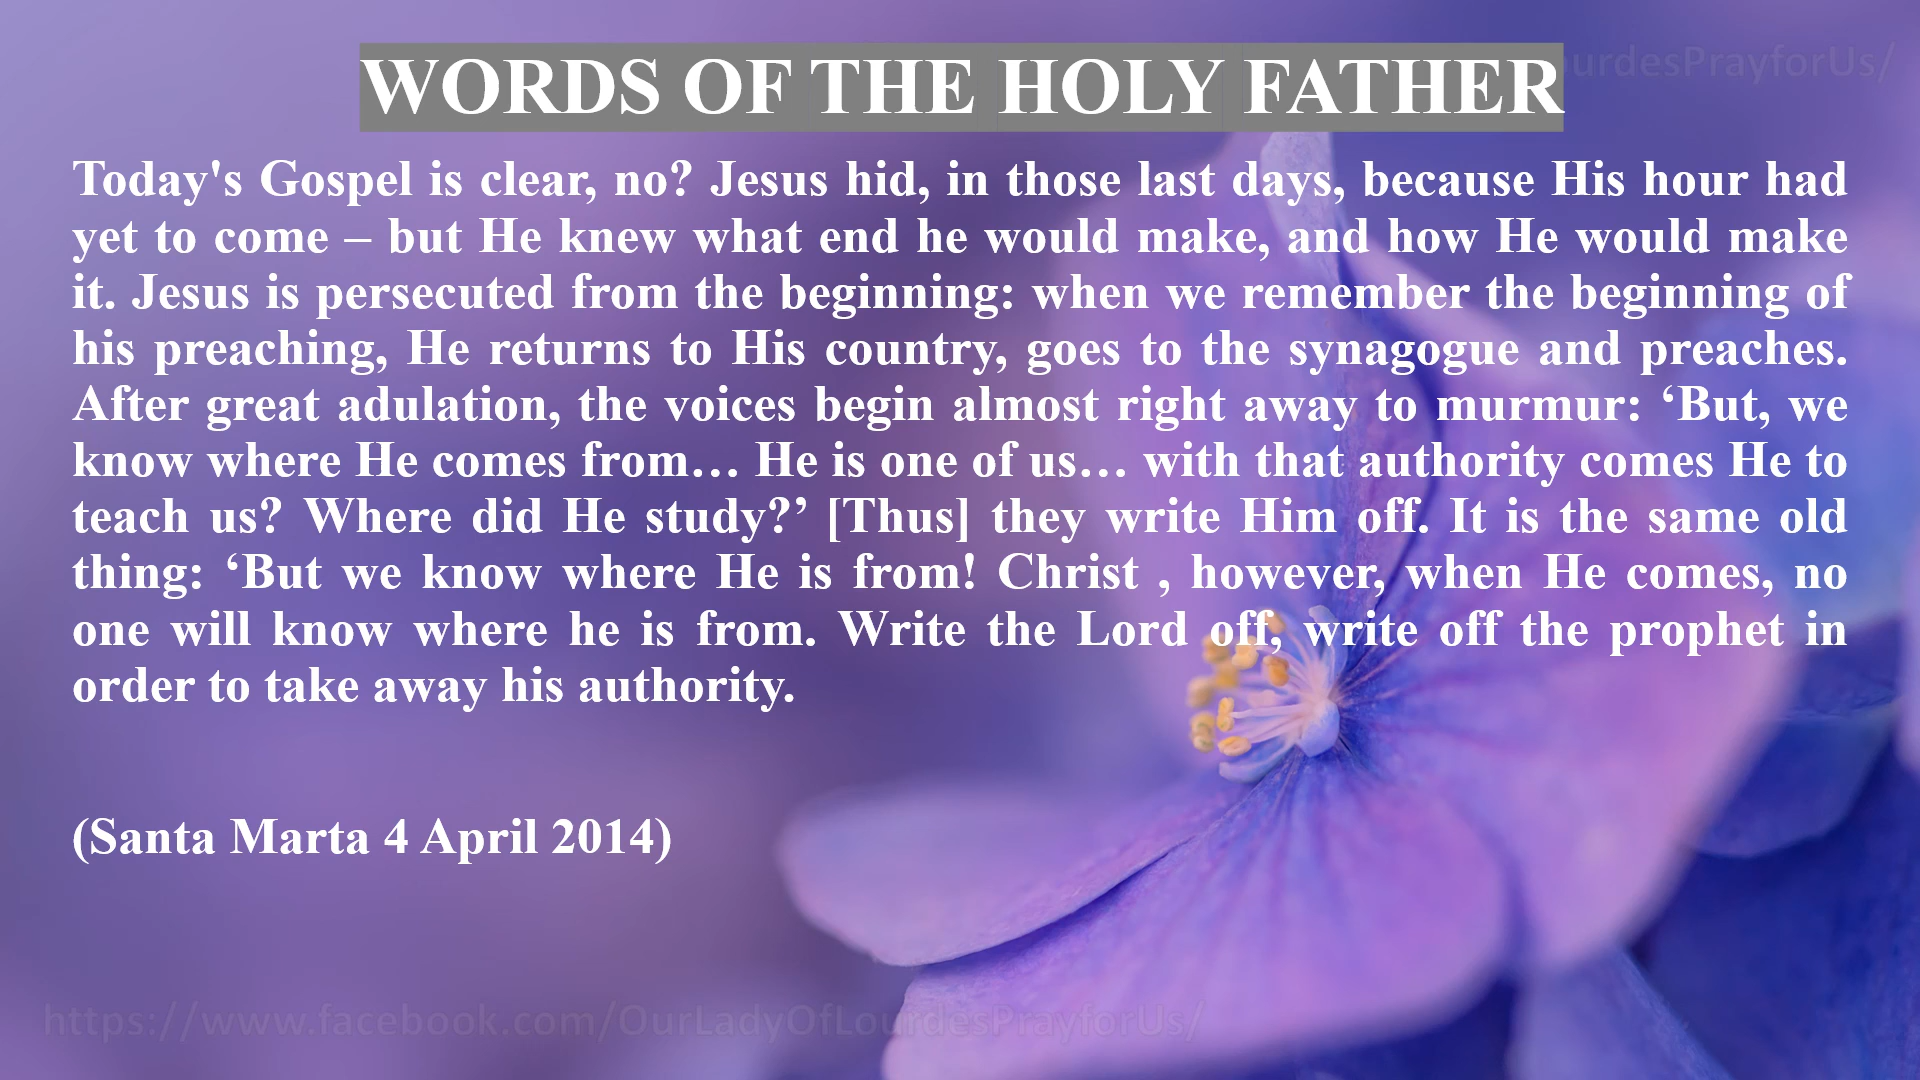 WORDS OF THE HOLY FATHER
urdesPrayforUs/
Today's Gospel is clear, no? Jesus hid, in those last days, because His hour had
yet to come – but He knew what end he would make, and how He would make
it. Jesus is persecuted from the beginning: when we remember the beginning of
his preaching, He returns to His country, goes to the synagogue and preaches.
After great adulation, the voices begin almost right away to murmur: ‘But, we
know where He comes from… He is one of us… with that authority comes He to
teach us? Where did He study?’ [Thus] they write Him off. It is the same old
thing: ‘But we know where He is from! Christ , however, when He comes, no
one will know where he is from. Write the Lord off, write off the prophet in
order to take away his authority.
(Santa Marta 4 April 2014)
https://www.facebook.com/OurLadyOfLourdesPrayforUs/